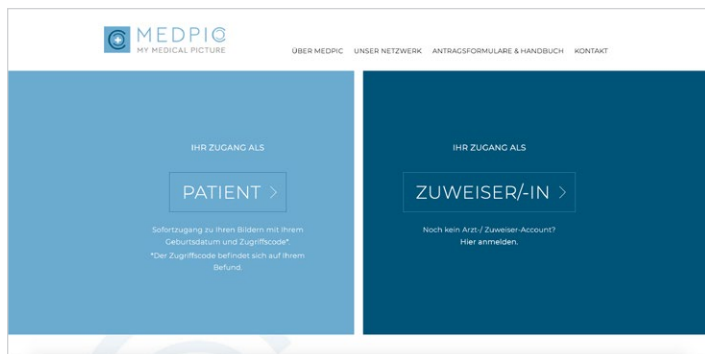 MEDPIC
MY MEDICAL PICTURE
ÜBER MEDPIC UNSER NETZWERK ANTRAGSFORMULARE & HANDBUCH KONTAKT
IHR ZUGANG ALS
PATIENT >
Sofortzugang zu Ihren Bildern mit Ihrem
Geburtsdatum und Zugriffscode*.
*Der Zugriffscode befindet sich auf Ihrem
Befund.
IHR ZUGANG ALS
ZUWEISER/-IN >
Noch kein Arzt-/ Zuweiser-Account?
Hier anmelden.